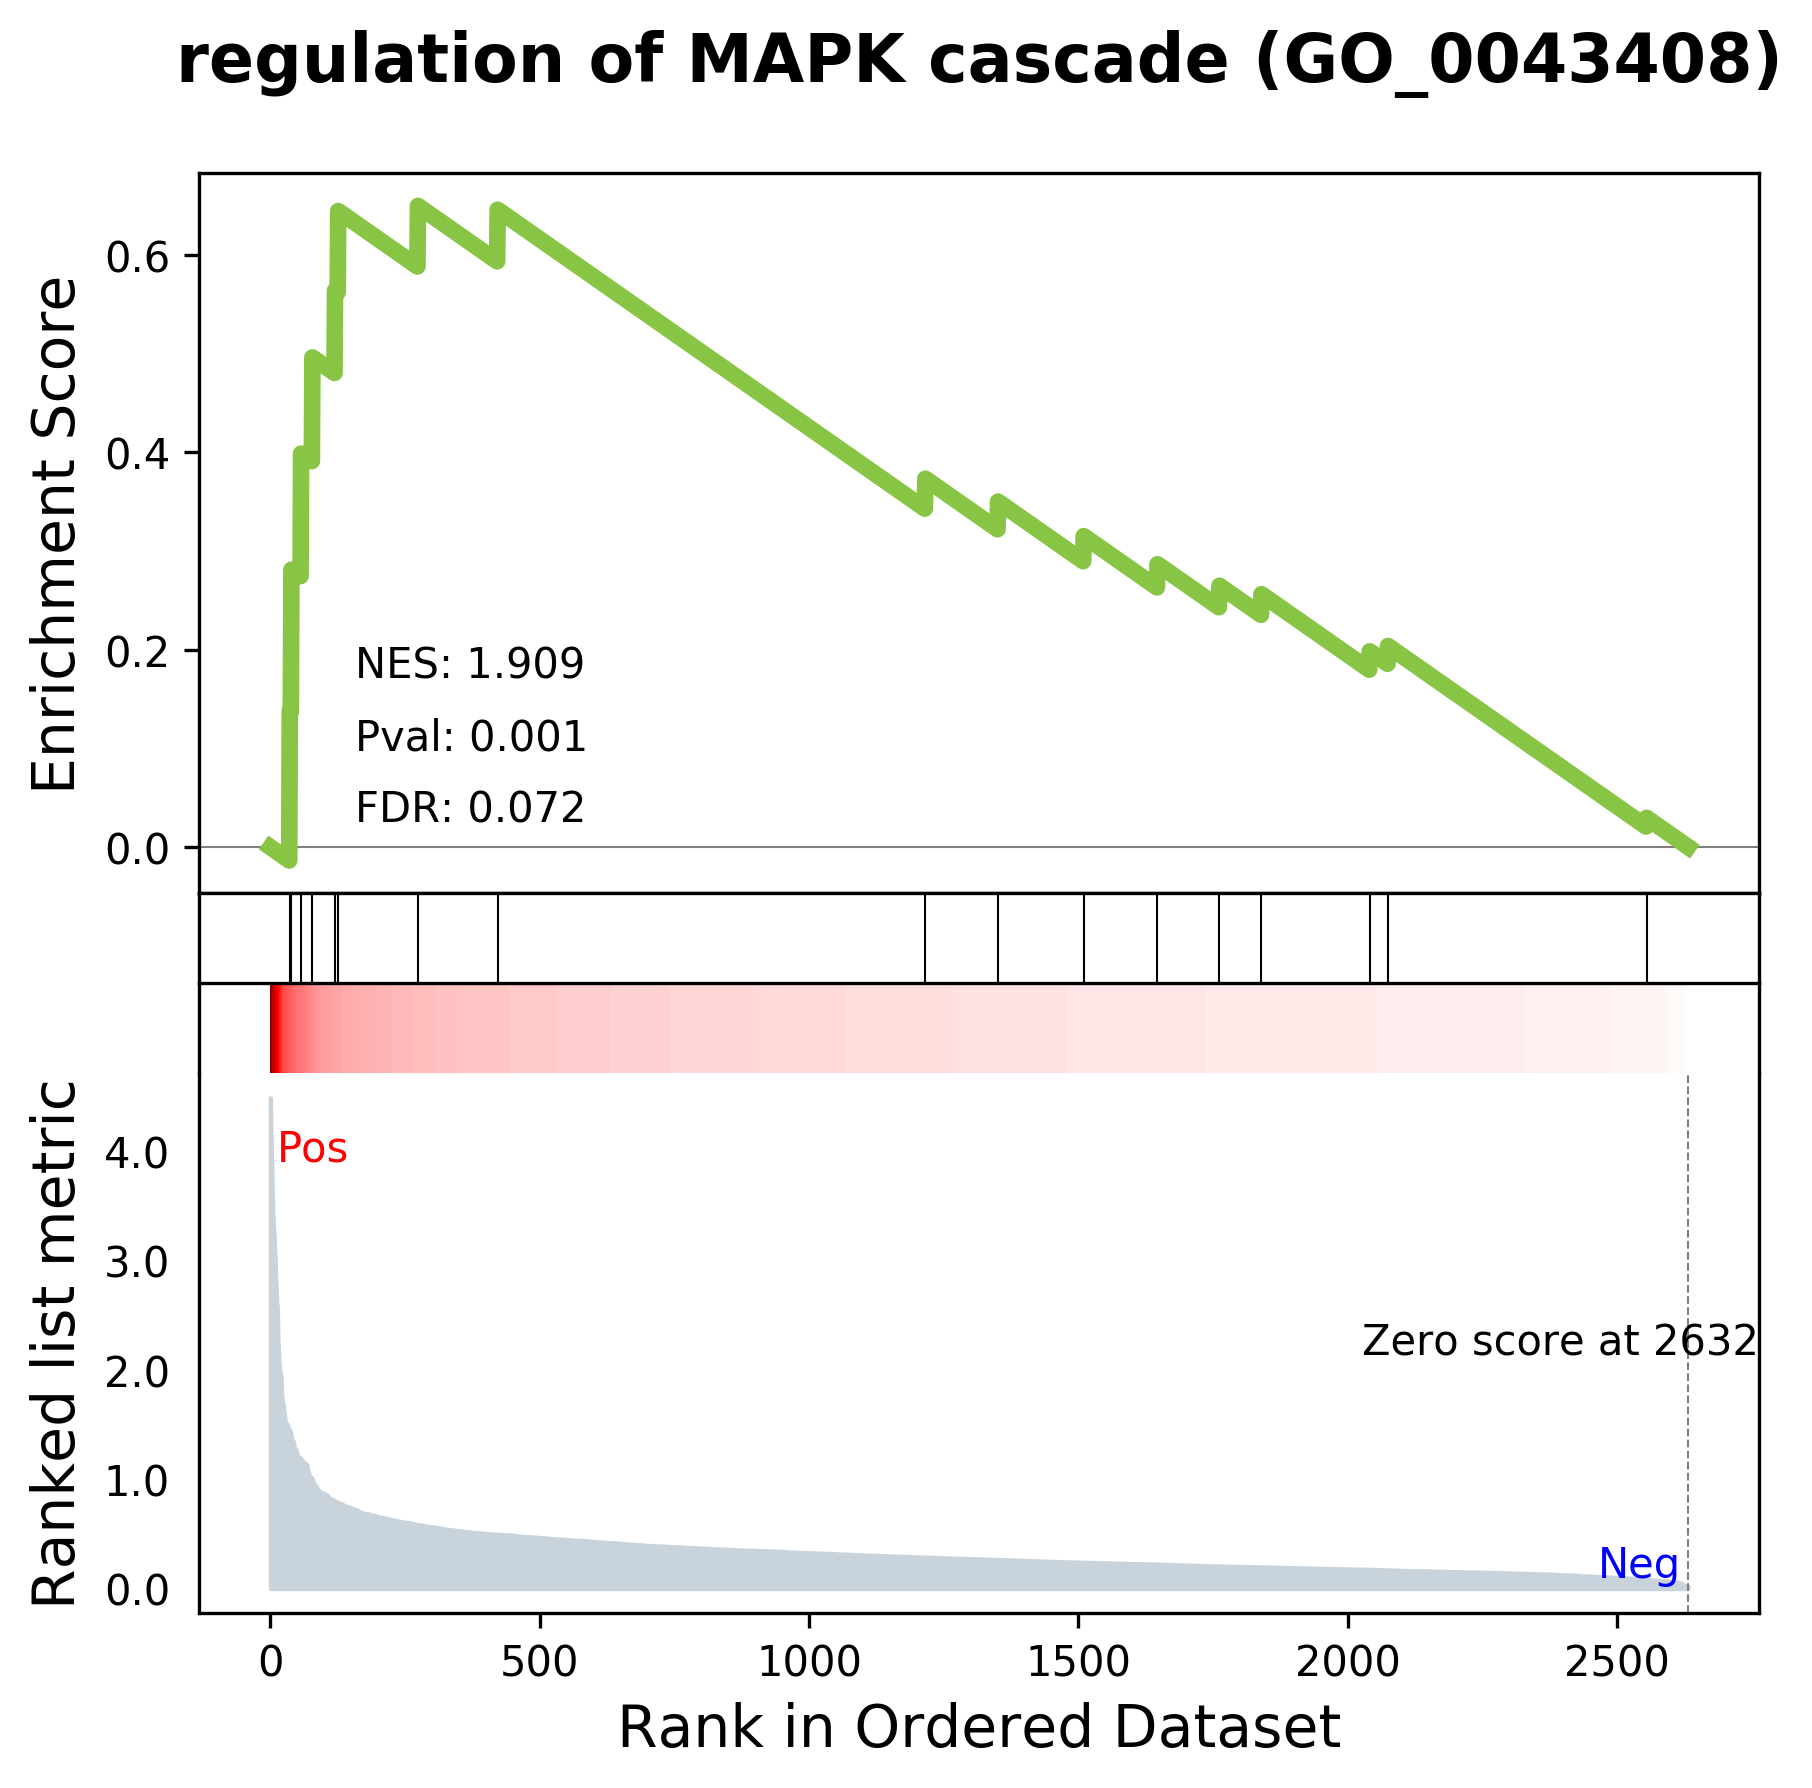 regulation of MAPK cascade (GO_0043408)
Enrichment Score
0.6
0.4
0.2
0.0
NES: 1.909
Pval: 0.001
FDR: 0.072
Ranked list metric
4.0
3.0
2.0
1.0
0.0
Pos
Zero score at 2632
Neg
0 500 1000 1500 2000 2500
Rank in Ordered Dataset